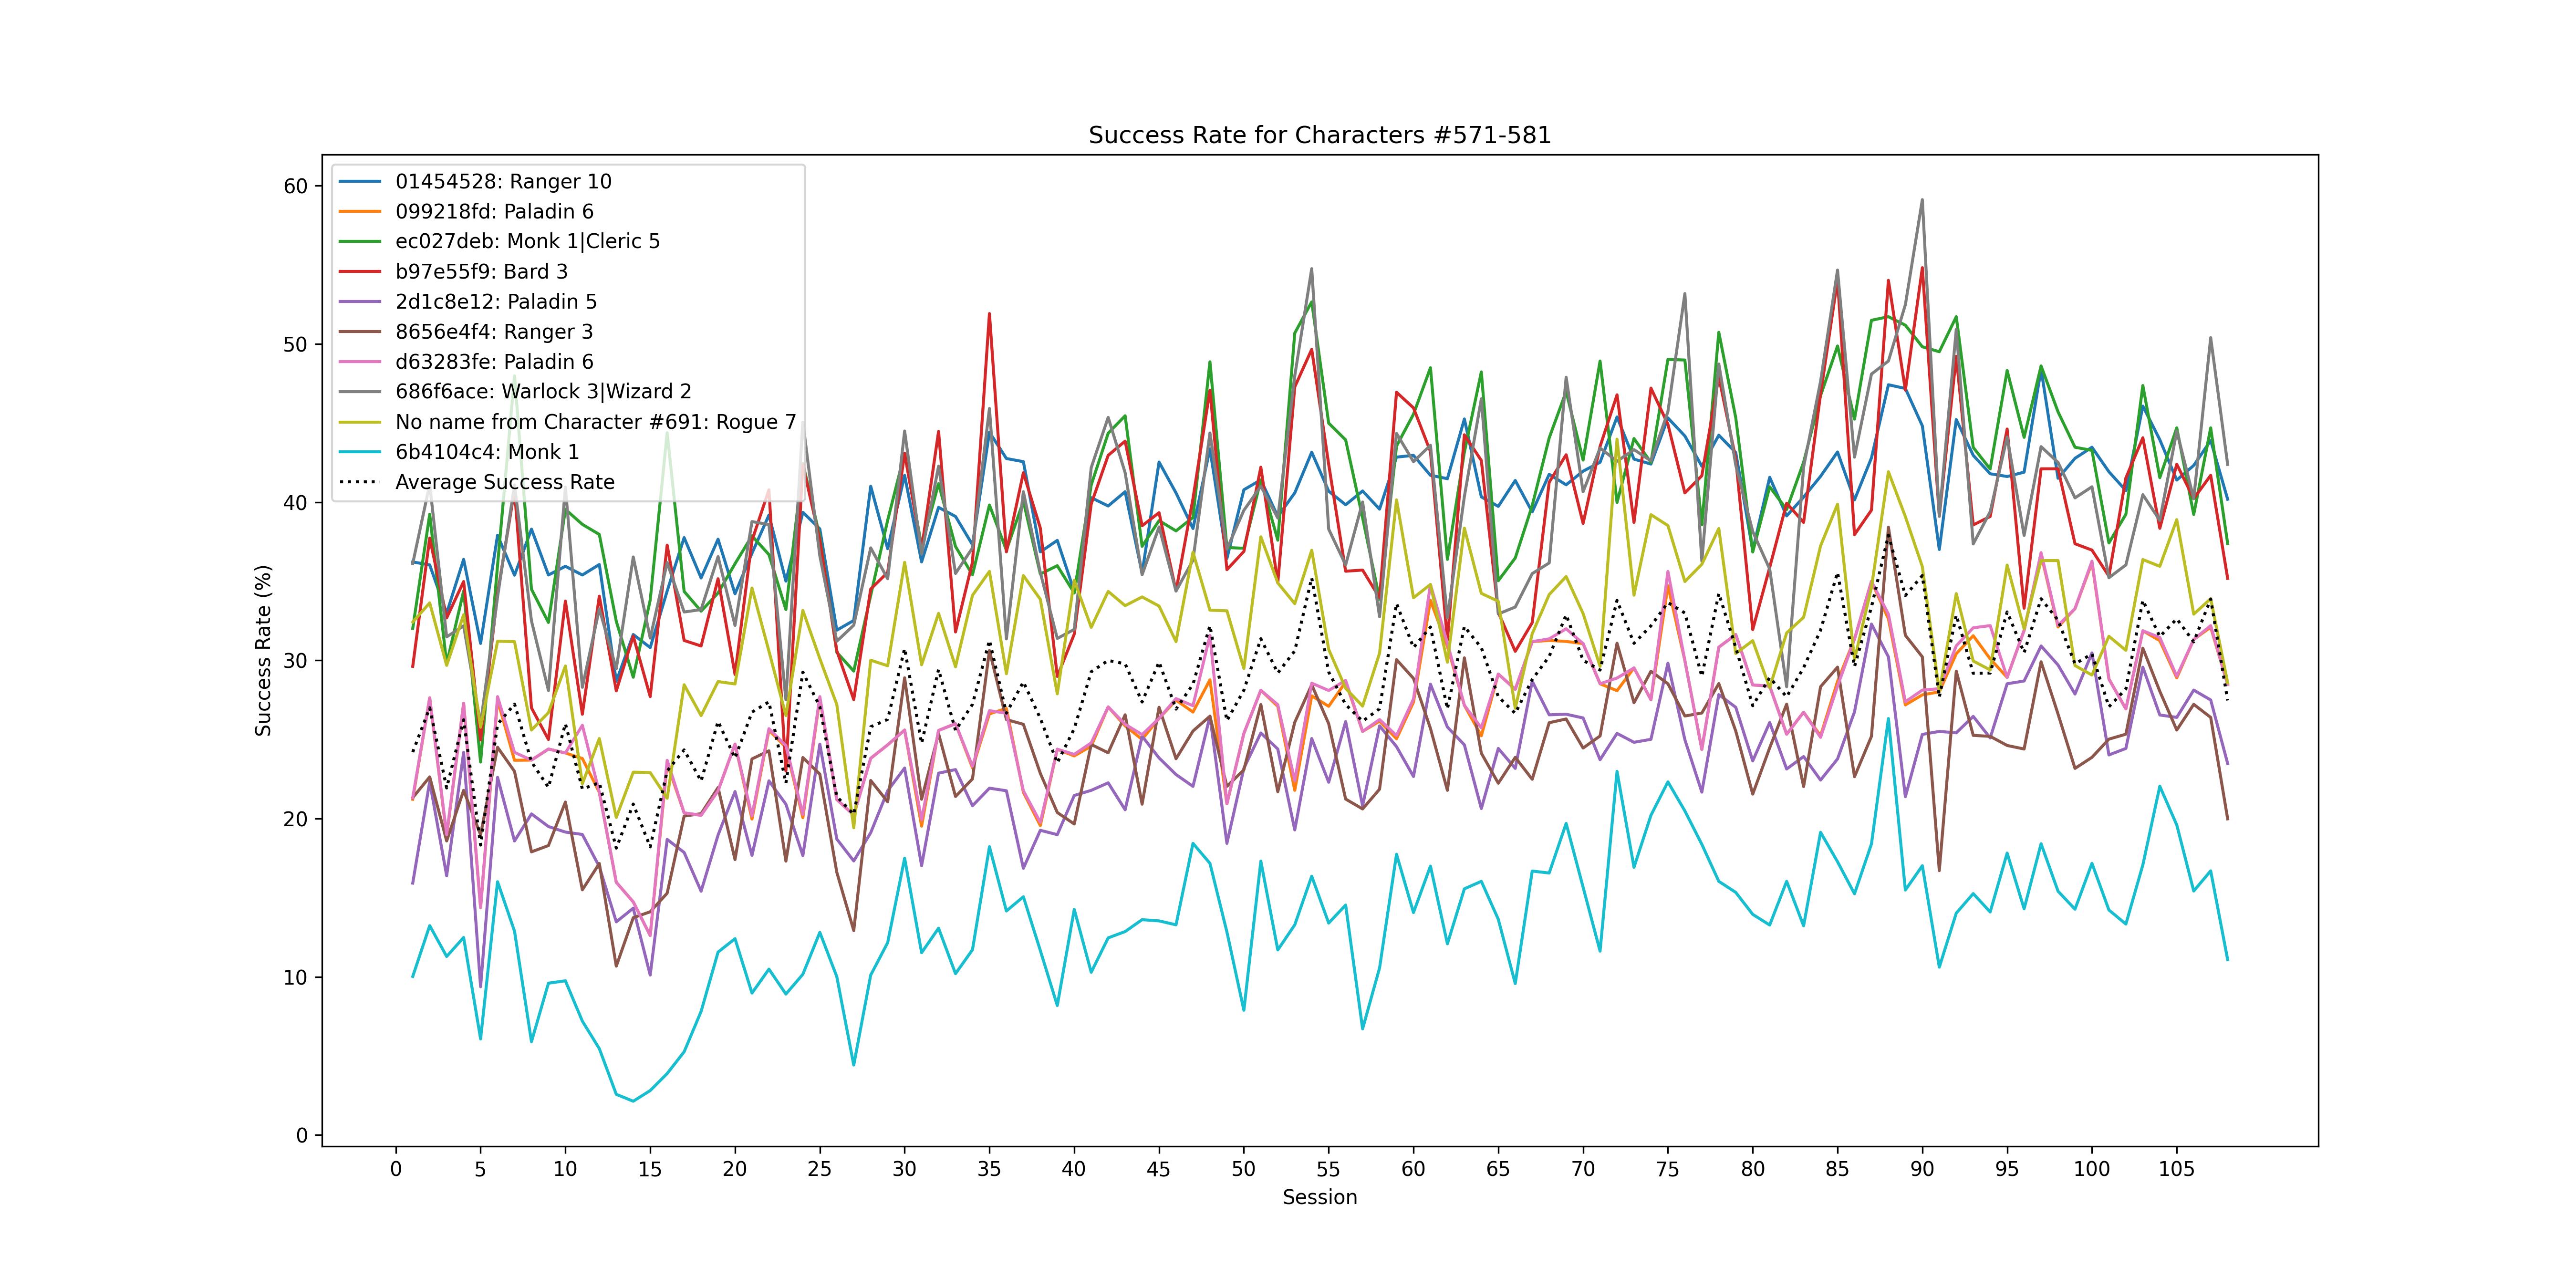 Success Rate for Characters #571-581
01454528: Ranger 10
099218fd: Paladin 6
ec027deb: Monk 1|Cleric 5
b97e55f9: Bard 3
2d1c8e12: Paladin 5
8656e4f4: Ranger 3
d63283fe: Paladin 6
686f6ace: Warlock 3|Wizard 2
No name from Character #691: Rogue 7
6b4104c4: Monk 1
Average Success Rate
Success Rate (%)
60
50
40
30
20
10
0
0 5 10 15 20 25 30 35 40 45 50 55 60 65 70 75 80 85 90 95 100 105
Session